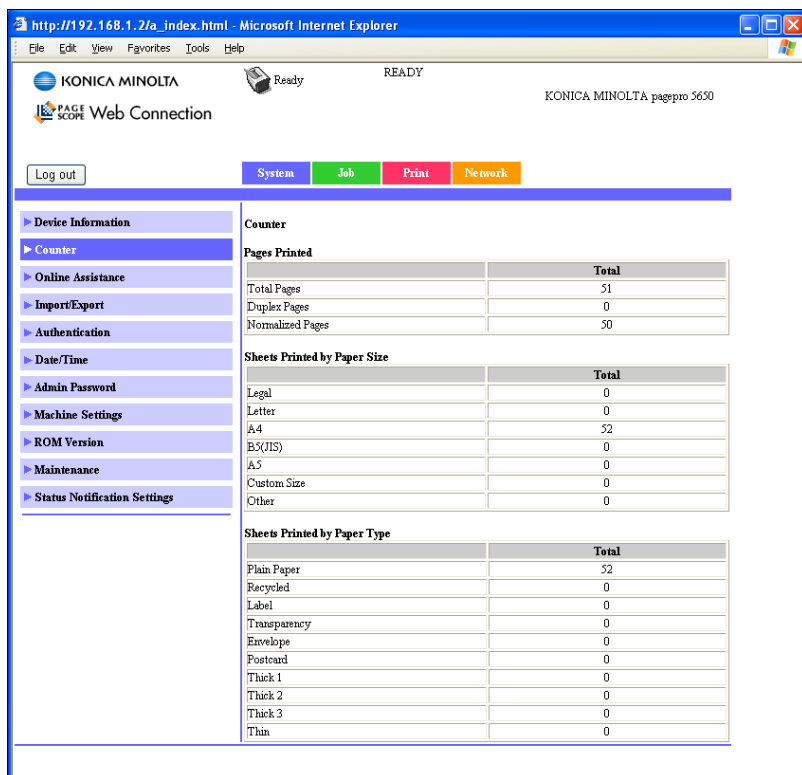 http://192.168.1.2/a_index.html - Microsoft Internet Explorer
File Edit View Favorites Tools Help
KONICA MINOLTA
Ready
READY
KONICA MINOLTA pagepro 5650
PAGE SCOPE Web Connection
Log out
System Job Print Network
Device Information
Counter
Online Assistance
Import/Export
Authentication
Date/Time
Admin Password
Machine Settings
ROM Version
Maintenance
Status Notification Settings
Counter
Pages Printed
Total
Total Pages 51
Duplex Pages 0
Normalized Pages 50
Sheets Printed by Paper Size
Total
Legal 0
Letter 0
A4 52
B5(JIS) 0
A5 0
Custom Size 0
Other 0
Sheets Printed by Paper Type
Total
Plain Paper 52
Recycled 0
Label 0
Transparency 0
Envelope 0
Postcard 0
Thick 1 0
Thick 2 0
Thick 3 0
Thin 0